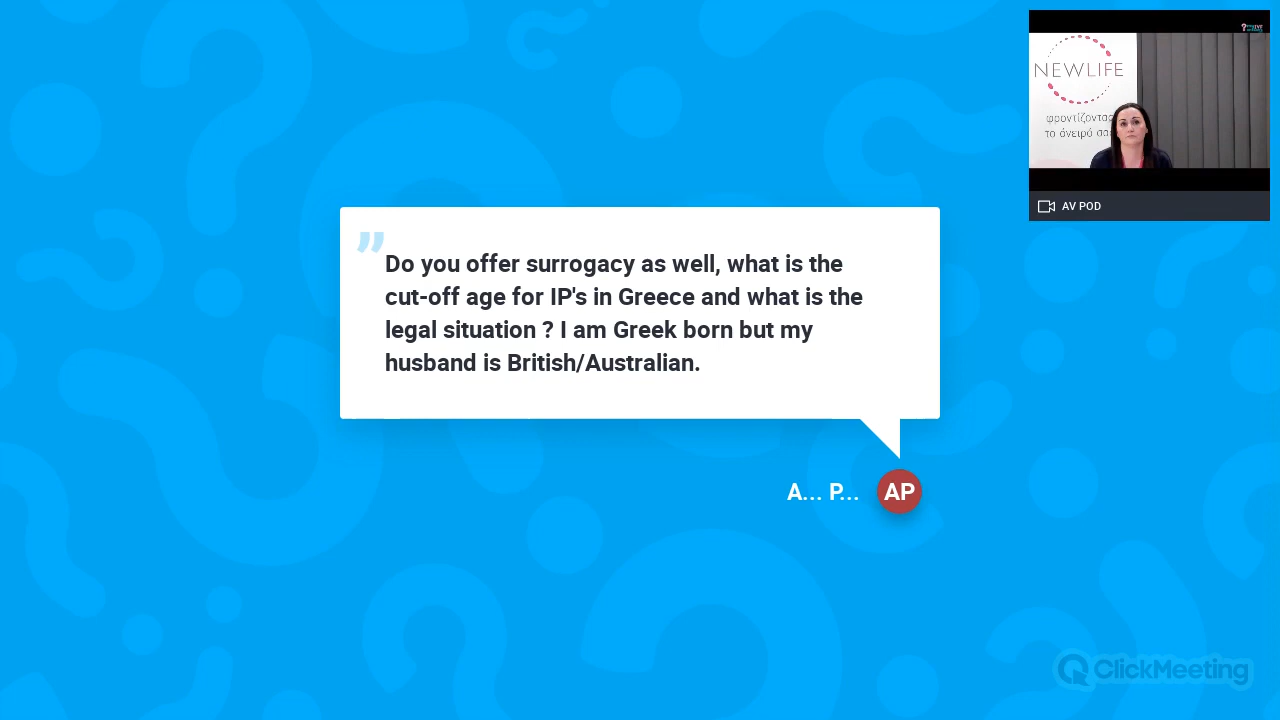 NEWLIFE
φροντίζοντας
το όνειρό σας
AV POD
”
Do you offer surrogacy as well, what is the
cut-off age for IP's in Greece and what is the
legal situation ? I am Greek born but my
husband is British/Australian.
A... P...
AP
ClickMeeting